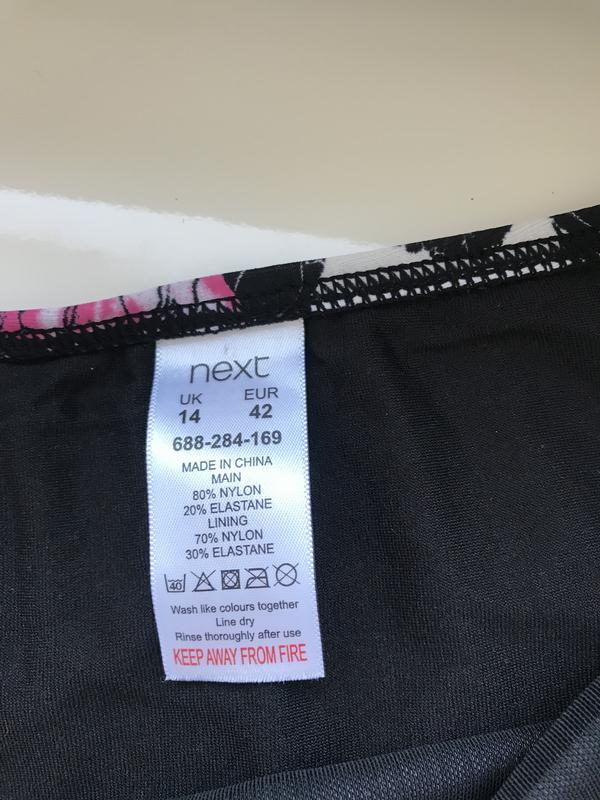 next
UK EUR
14 42
688-284-169
MADE IN CHINA
MAIN
80% NYLON
20% ELASTANE
LINING
70% NYLON
30% ELASTANE
40
Wash like colours together
Line dry
Rinse thoroughly after use
KEEP AWAY FROM FIRE